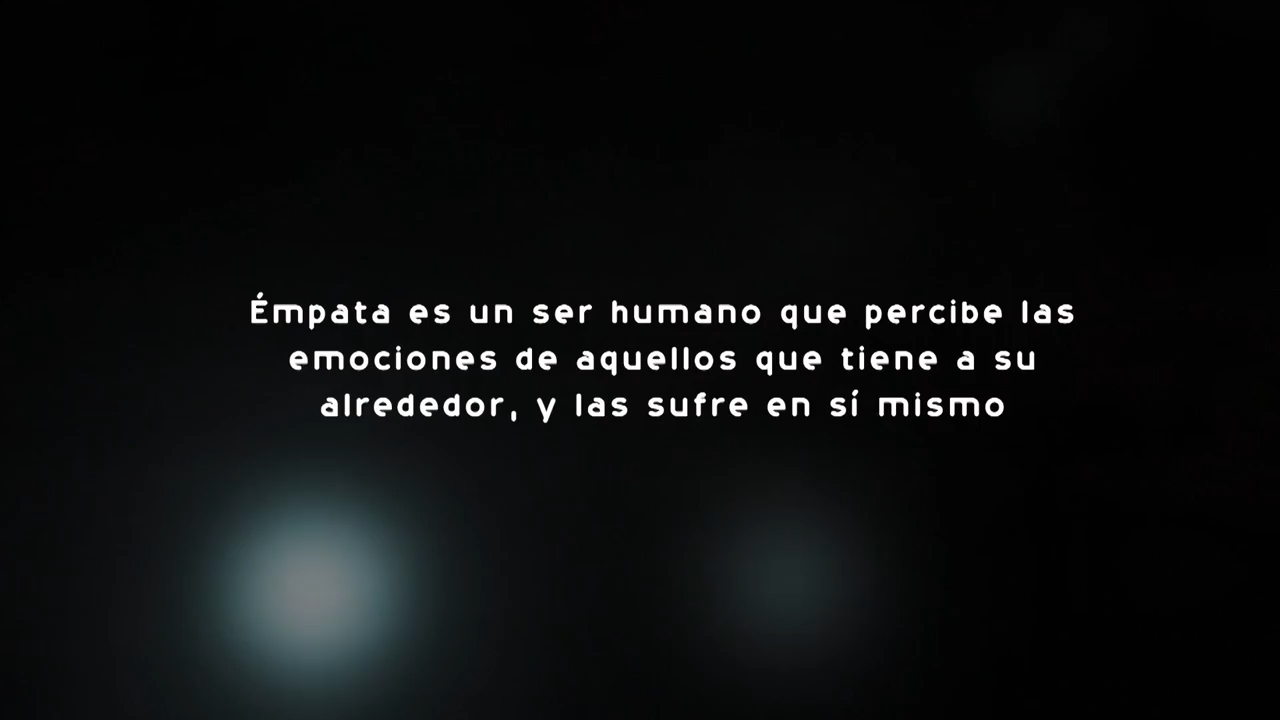 Émpata es un ser humano que percibe las
emociones de aquellos que tiene a su
alrededor, y las sufre en sí mismo